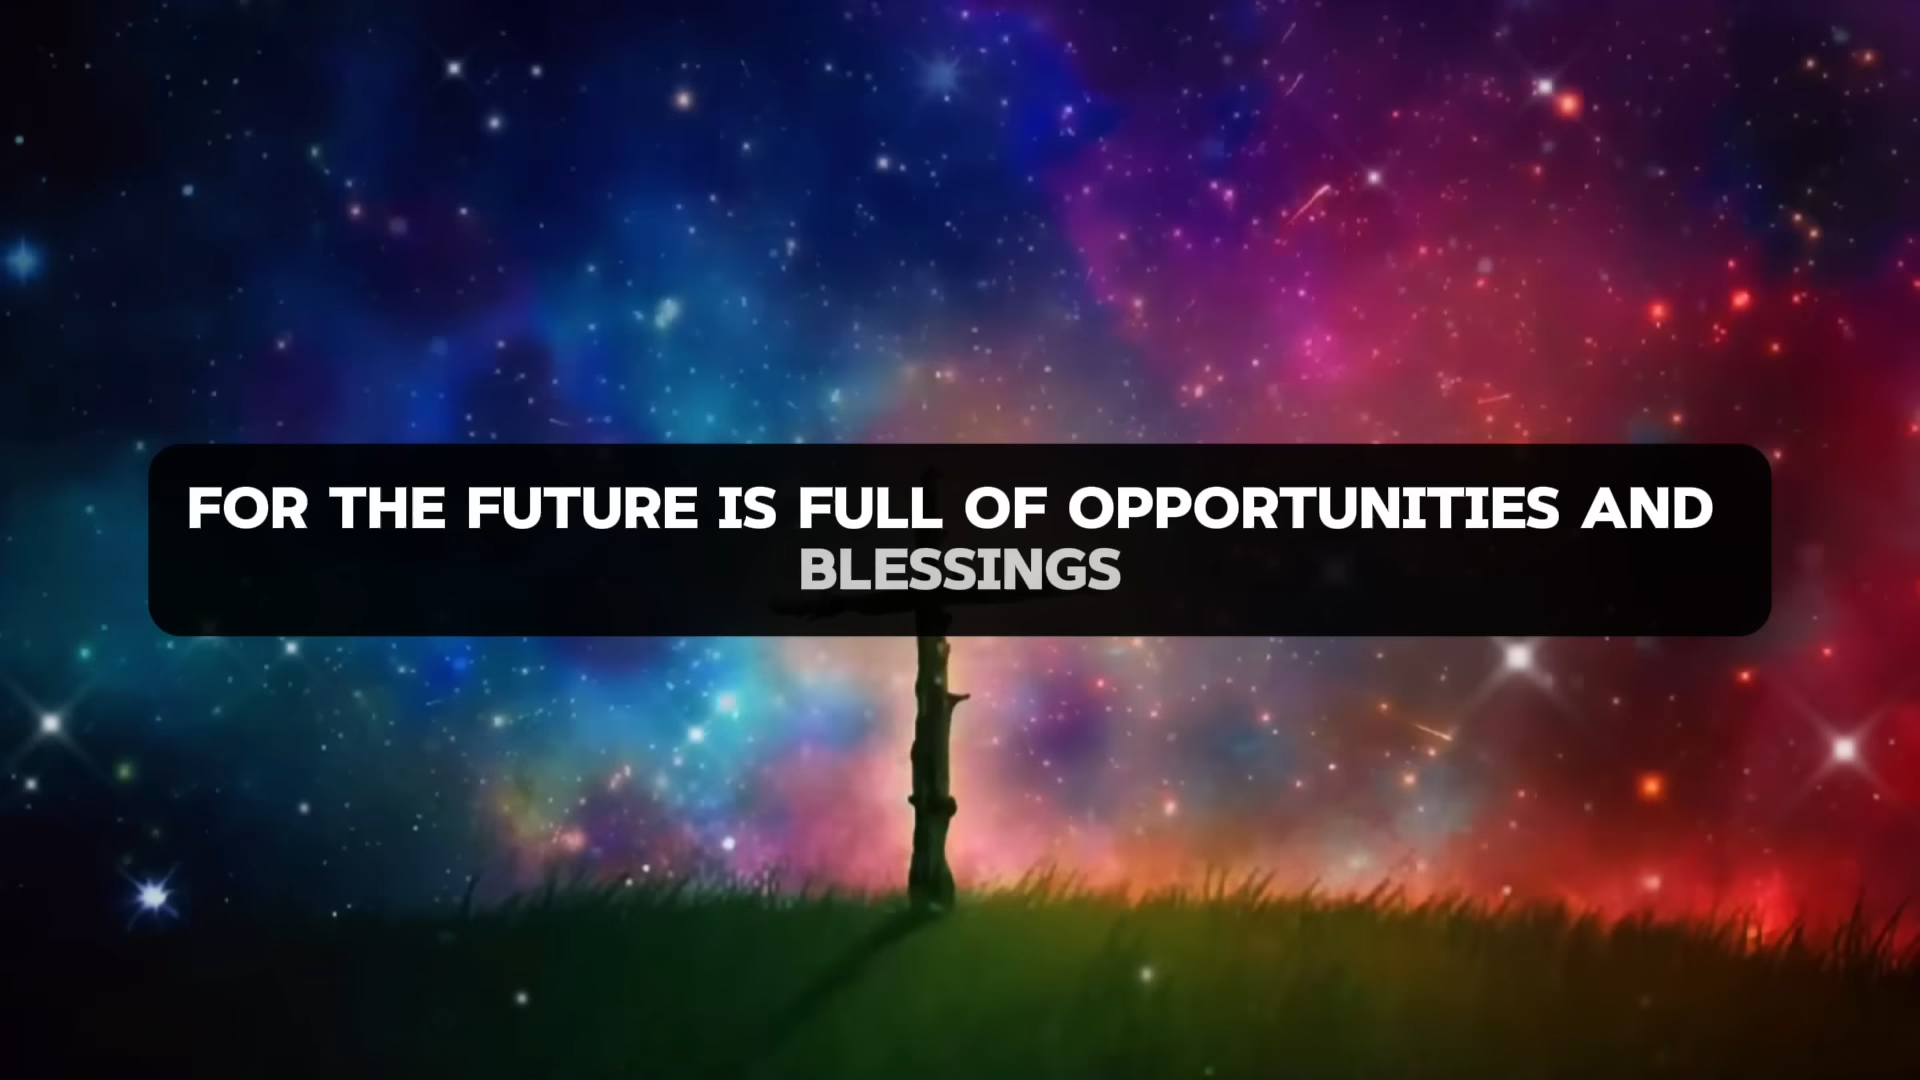 FOR THE FUTURE IS FULL OF OPPORTUNITIES AND
BLESSINGS